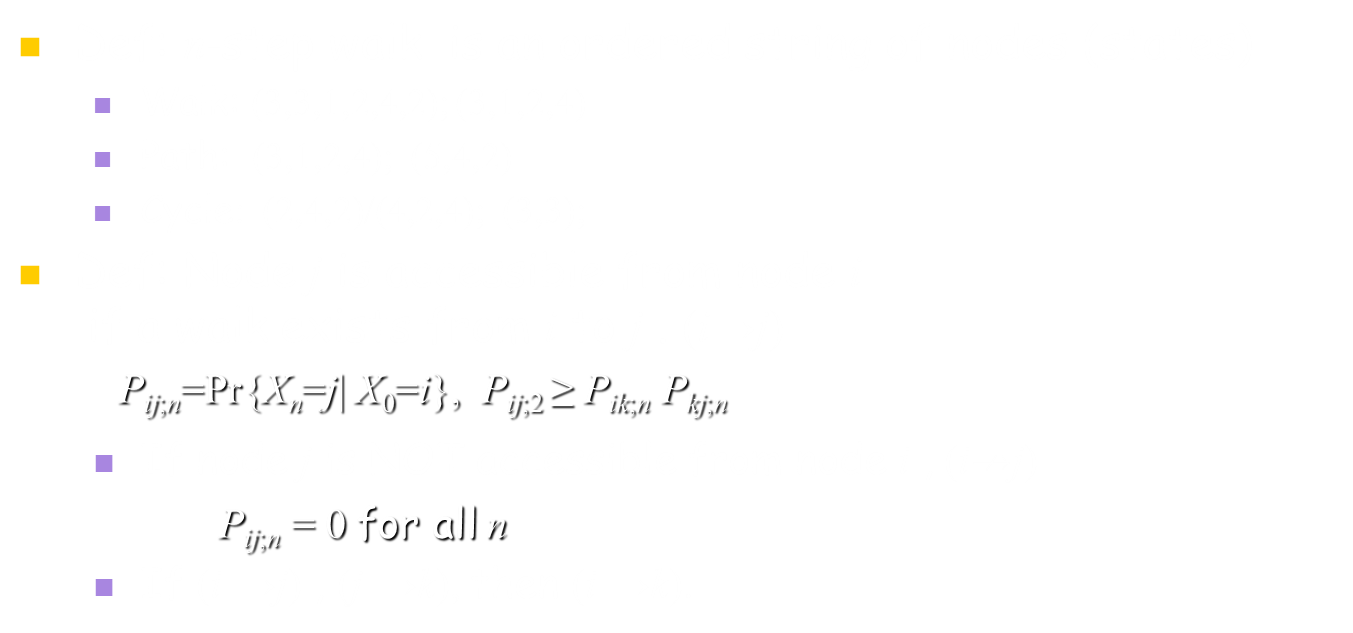 P_{ij;n}=Pr{X_n=j| X_0=i}, P_{ij;2} ≥ P_{ik;n} P_{kj;n}
P_{ij;n} = 0 for all n